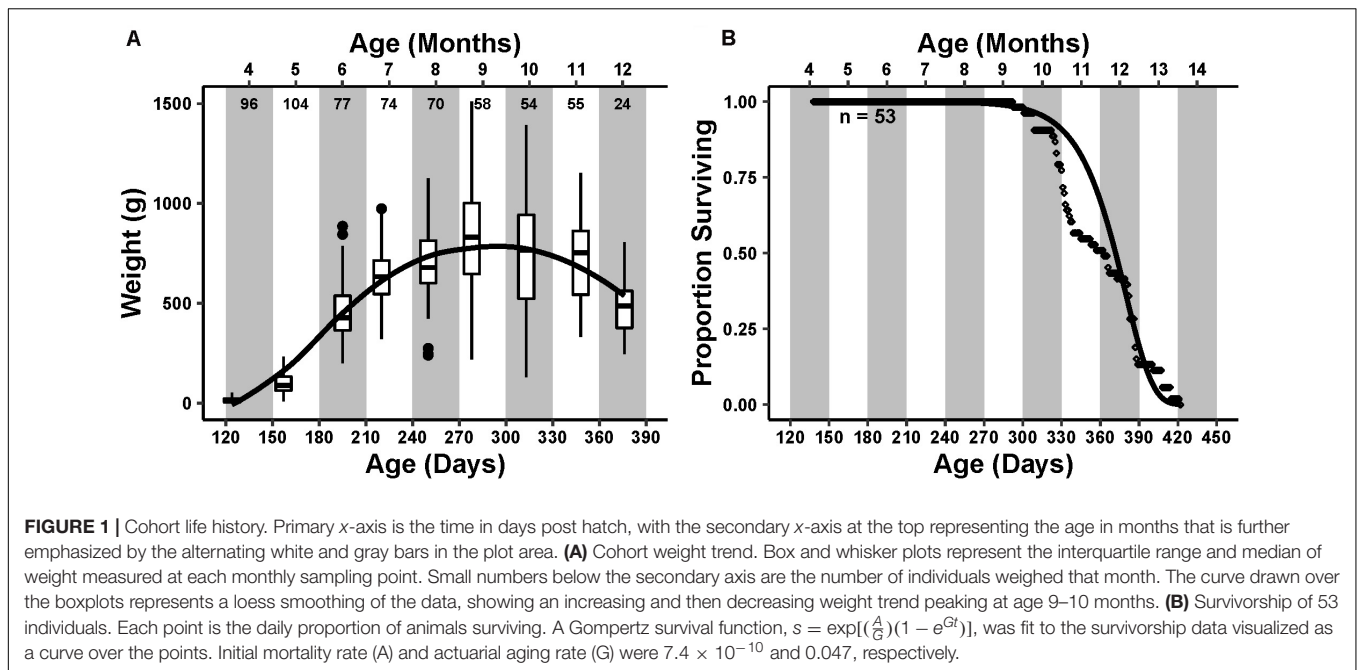 A
Age (Months)
4 5 6 7 8 9 10 11 12
96 104 77 74 70 58 54 55 24
1500
1000
500
0
Weight (g)
120 150 180 210 240 270 300 330 360 390
Age (Days)
B
Age (Months)
4 5 6 7 8 9 10 11 12 13 14
1.00
0.75
0.50
0.25
0.00
n = 53
Proportion Surviving
120 150 180 210 240 270 300 330 360 390 420 450
Age (Days)
FIGURE 1 | Cohort life history. Primary x-axis is the time in days post hatch, with the secondary x-axis at the top representing the age in months that is further
emphasized by the alternating white and gray bars in the plot area. (A) Cohort weight trend. Box and whisker plots represent the interquartile range and median of
weight measured at each monthly sampling point. Small numbers below the secondary axis are the number of individuals weighed that month. The curve drawn over
the boxplots represents a loess smoothing of the data, showing an increasing and then decreasing weight trend peaking at age 9–10 months. (B) Survivorship of 53
individuals. Each point is the daily proportion of animals surviving. A Gompertz survival function, s = exp[(A/G)(1 − e^{Gt})], was fit to the survivorship data visualized as
a curve over the points. Initial mortality rate (A) and actuarial aging rate (G) were 7.4 × 10⁻¹⁰ and 0.047, respectively.